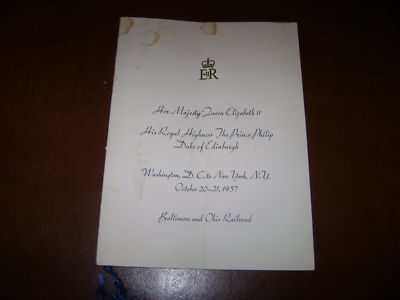 EIIR
Her Majesty Queen Elizabeth II
His Royal Highness The Prince Philip
Duke of Edinburgh
Washington, D. C. to New York, N.Y.
October 20-21, 1957
Baltimore and Ohio Railroad